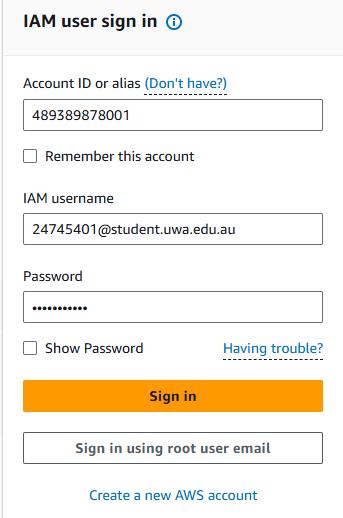 IAM user sign in
Account ID or alias (Don't have?)
489389878001
Remember this account
IAM username
24745401@student.uwa.edu.au
Password
•••••••••••
Show Password Having trouble?
Sign in
Sign in using root user email
Create a new AWS account